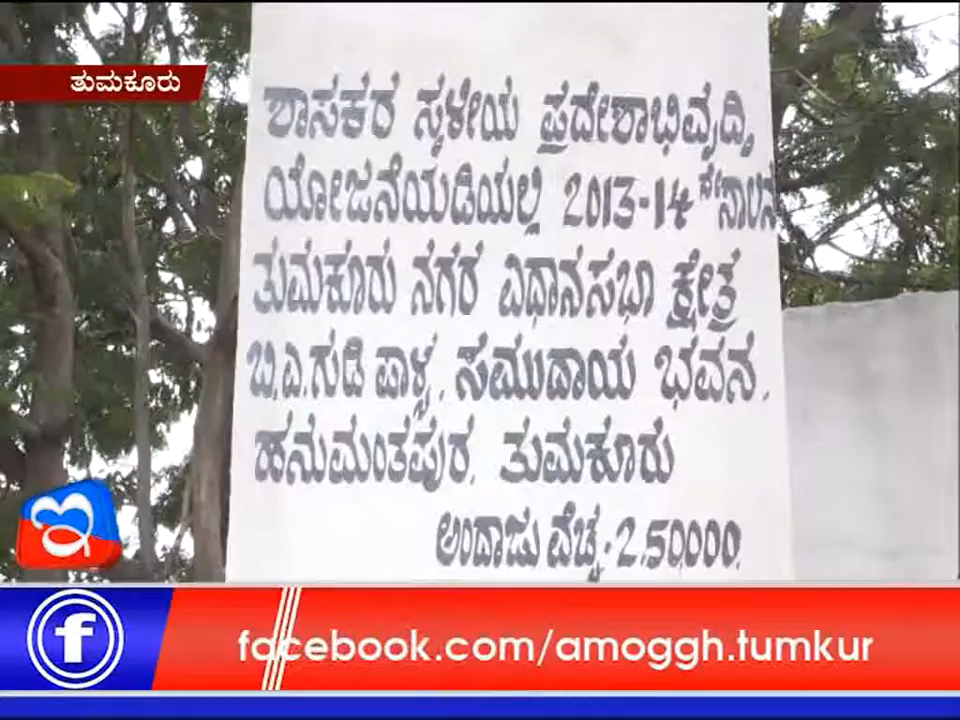 ತುಮಕೂರು
ಶಾಸಕರ ಸ್ಥಳೀಯ ಪ್ರದೇಶಾಭಿವೃದ್ಧಿ
ಯೋಜನೆಯಡಿಯಲ್ಲಿ 2013-14 ನೇ ಸಾಲಿನ
ತುಮಕೂರು ನಗರ ವಿಧಾನಸಭಾ ಕ್ಷೇತ್ರ
ಬಿ.ಎ.ಗುಡಿ ಪಾಳ್ಯ. ಸಮುದಾಯ ಭವನ.
ಹನುಮಂತಪುರ. ತುಮಕೂರು
ಅಂದಾಜು ವೆಚ್ಚ. 2.50,000.
facebook.com/amoggh.tumkur